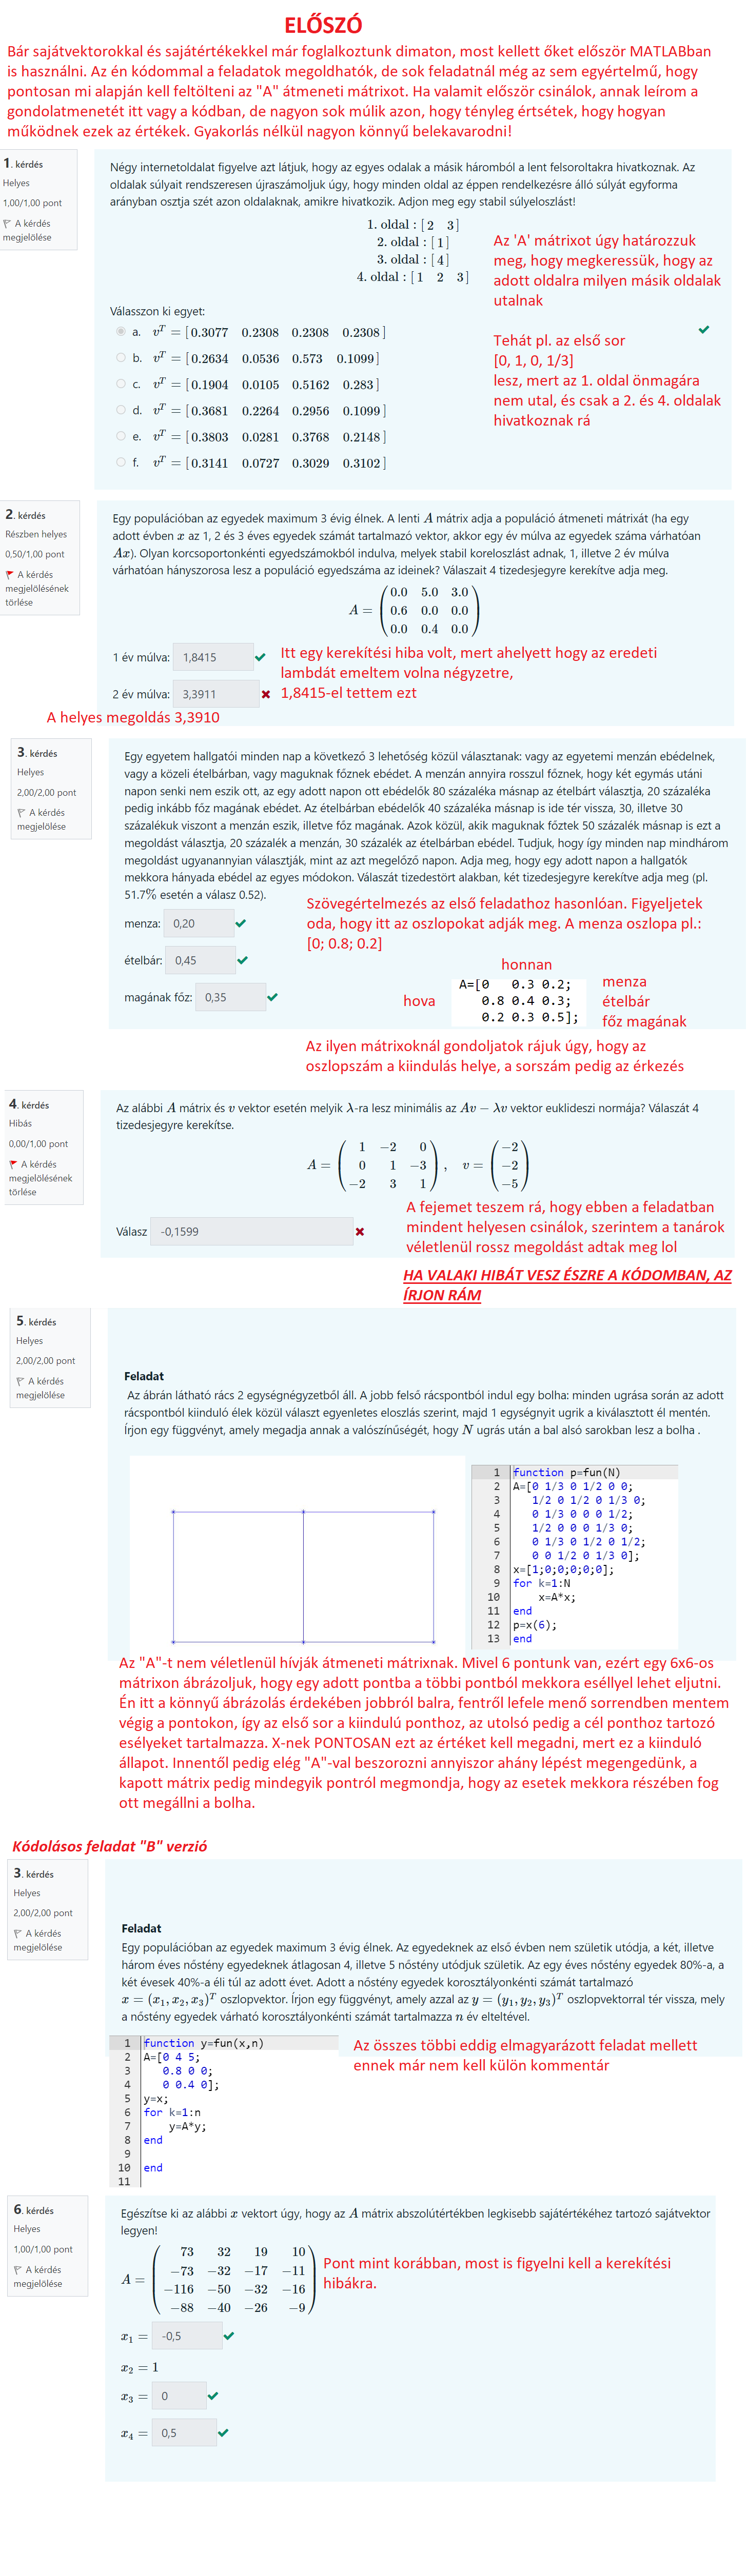 ELŐSZÓ
Bár sajátvektorokkal és sajátértékekkel már foglalkoztunk dimaton, most kellett őket először MATLABban
is használni. Az én kódommal a feladatok megoldhatók, de sok feladatnál még az sem egyértelmű, hogy
pontosan mi alapján kell feltölteni az "A" átmeneti mátrixot. Ha valamit először csinálok, annak leírom a
gondolatmenetét itt vagy a kódban, de nagyon sok múlik azon, hogy tényleg értsétek, hogy hogyan
működnek ezek az értékek. Gyakorlás nélkül nagyon könnyű belekavarodni!
1. kérdés
Helyes
1,00/1,00 pont
A kérdés
megjelölése
Négy internetoldalat figyelve azt látjuk, hogy az egyes odalak a másik háromból a lent felsoroltakra hivatkoznak. Az
oldalak súlyait rendszeresen újraszámoljuk úgy, hogy minden oldal az éppen rendelkezésre álló súlyát egyforma
arányban osztja szét azon oldalaknak, amikre hivatkozik. Adjon meg egy stabil súlyeloszlást!
1. oldal : [ 2 3 ]
2. oldal : [ 1 ]
3. oldal : [ 4 ]
4. oldal : [ 1 2 3 ]
Az 'A' mátrixot úgy határozzuk
meg, hogy megkeressük, hogy az
adott oldalra milyen másik oldalak
utalnak
Tehát pl. az első sor
[0, 1, 0, 1/3]
lesz, mert az 1. oldal önmagára
nem utal, és csak a 2. és 4. oldalak
hivatkoznak rá
Válasszon ki egyet:
a. v^T = [ 0.3077 0.2308 0.2308 0.2308 ]
b. v^T = [ 0.2634 0.0536 0.573 0.1099 ]
c. v^T = [ 0.1904 0.0105 0.5162 0.283 ]
d. v^T = [ 0.3681 0.2264 0.2956 0.1099 ]
e. v^T = [ 0.3803 0.0281 0.3768 0.2148 ]
f. v^T = [ 0.3141 0.0727 0.3029 0.3102 ]
2. kérdés
Részben helyes
0,50/1,00 pont
A kérdés
megjelölésének
törlése
Egy populációban az egyedek maximum 3 évig élnek. A lenti A mátrix adja a populáció átmeneti mátrixát (ha egy
adott évben x az 1, 2 és 3 éves egyedek számát tartalmazó vektor, akkor egy év múlva az egyedek száma várhatóan
Ax). Olyan korcsoportonkénti egyedszámokból indulva, melyek stabil koreloszlást adnak, 1, illetve 2 év múlva
várhatóan hányszorosa lesz a populáció egyedszáma az ideinek? Válaszait 4 tizedesjegyre kerekítve adja meg.
A =
0.0 5.0 3.0
0.6 0.0 0.0
0.0 0.4 0.0
1 év múlva: 1,8415
2 év múlva: 3,3911
Itt egy kerekítési hiba volt, mert ahelyett hogy az eredeti
lambdát emeltem volna négyzetre,
1,8415-el tettem ezt
A helyes megoldás 3,3910
3. kérdés
Helyes
2,00/2,00 pont
A kérdés
megjelölése
Egy egyetem hallgatói minden nap a következő 3 lehetőség közül választanak: vagy az egyetemi menzán ebédelnek,
vagy a közeli ételbárban, vagy maguknak főznek ebédet. A menzán annyira rosszul főznek, hogy két egymás utáni
napon senki nem eszik ott, az egy adott napon ott ebédelők 80 százaléka másnap az ételbárt választja, 20 százaléka
pedig inkább főz magának ebédet. Az ételbárban ebédelők 40 százaléka másnap is ide tér vissza, 30, illetve 30
százalékuk viszont a menzán eszik, illetve főz magának. Azok közül, akik maguknak főztek 50 szazalék másnap is ezt a
megoldást választja, 20 százalék a menzán, 30 százalék az ételbárban ebédel. Tudjuk, hogy így minden nap mindhárom
megoldást ugyanannyian választják, mint az azt megelőző napon. Adja meg, hogy egy adott napon a hallgatók
mekkora hányada ebédel az egyes módokon. Válaszát tizedestört alakban, két tizedesjegyre kerekítve adja meg (pl.
51.7% esetén a válasz 0.52).
menza: 0,20
ételbár: 0,45
magának főz: 0,35
Szövegértelmezés az első feladathoz hasonlóan. Figyeljetek
oda, hogy itt az oszlopokat adják meg. A menza oszlopa pl.:
[0; 0.8; 0.2]
honnan
hova
A=[0 0.3 0.2;
0.8 0.4 0.3;
0.2 0.3 0.5];
menza
ételbár
főz magának
Az ilyen mátrixoknál gondoljatok rájuk úgy, hogy az
oszlopszám a kiindulás helye, a sorszám pedig az érkezés
4. kérdés
Hibás
0,00/1,00 pont
A kérdés
megjelölésének
törlése
Az alábbi A mátrix és v vektor esetén melyik λ-ra lesz minimális az Av − λv vektor euklideszi normája? Válaszát 4
tizedesjegyre kerekítse.
A =
1 −2 0
0 1 −3
−2 3 1
, v =
−2
−2
−5
Válasz -0,1599
A fejemet teszem rá, hogy ebben a feladatban
mindent helyesen csinálok, szerintem a tanárok
véletlenül rossz megoldást adtak meg lol
HA VALAKI HIBÁT VESZ ÉSZRE A KÓDOMBAN, AZ
ÍRJON RÁM
5. kérdés
Helyes
2,00/2,00 pont
A kérdés
megjelölése
Feladat
Az ábrán látható rács 2 egységnégyzetből áll. A jobb felső rácspontból indul egy bolha: minden ugrása során az adott
rácspontból kiinduló élek közül választ egyenletes eloszlás szerint, majd 1 egységnyit ugrik a kiválasztott él mentén.
Írjon egy függvényt, amely megadja annak a valószínűségét, hogy N ugrás után a bal alsó sarokban lesz a bolha .
1 function p=fun(N)
2 A=[0 1/3 0 1/2 0 0;
3 1/2 0 1/2 0 1/3 0;
4 0 1/3 0 0 0 1/2;
5 1/2 0 0 0 1/3 0;
6 0 1/3 0 1/2 0 1/2;
7 0 0 1/2 0 1/3 0];
8 x=[1;0;0;0;0;0];
9 for k=1:N
10 x=A*x;
11 end
12 p=x(6);
13 end
Az "A"-t nem véletlenül hívják átmeneti mátrixnak. Mivel 6 pontunk van, ezért egy 6x6-os
mátrixon ábrázoljuk, hogy egy adott pontba a többi pontból mekkora eséllyel lehet eljutni.
Én itt a könnyű ábrázolás érdekében jobbról balra, fentről lefele menő sorrendben mentem
végig a pontokon, így az első sor a kiindulú ponthoz, az utolsó pedig a cél ponthoz tartozó
esélyeket tartalmazza. X-nek PONTOSAN ezt az értéket kell megadni, mert ez a kiinduló
állapot. Innentől pedig elég "A"-val beszorozni annyiszor ahány lépést megengedünk, a
kapott mátrix pedig mindegyik pontról megmondja, hogy az esetek mekkora részében fog
ott megállni a bolha.
Kódolásos feladat "B" verzió
3. kérdés
Helyes
2,00/2,00 pont
A kérdés
megjelölése
Feladat
Egy populációban az egyedek maximum 3 évig élnek. Az egyedeknek az első évben nem születik utódja, a két, illetve
három éves nőstény egyedeknek átlagosan 4, illetve 5 nőstény utódjuk születik. Az egy éves nőstény egyedek 80%-a, a
két évesek 40%-a éli túl az adott évet. Adott a nőstény egyedek korosztályonkénti számát tartalmazó
x = (x₁, x₂, x₃)^T oszlopvektor. Írjon egy függvényt, amely azzal az y = (y₁, y₂, y₃)^T oszlopvektorral tér vissza, mely
a nőstény egyedek várható korosztályonkénti számát tartalmazza n év elteltével.
1 function y=fun(x,n)
2 A=[0 4 5;
3 0.8 0 0;
4 0 0.4 0];
5 y=x;
6 for k=1:n
7 y=A*y;
8 end
9
10 end
11
Az összes többi eddig elmagyarázott feladat mellett
ennek már nem kell külön kommentár
6. kérdés
Helyes
1,00/1,00 pont
A kérdés
megjelölése
Egészítse ki az alábbi x vektort úgy, hogy az A mátrix abszolútértékben legkisebb sajátértékéhez tartozó sajátvektor
legyen!
A =
73 32 19 10
−73 −32 −17 −11
−116 −50 −32 −16
−88 −40 −26 −9
Pont mint korábban, most is figyelni kell a kerekítési
hibákra.
x₁ = -0,5
x₂ = 1
x₃ = 0
x₄ = 0,5